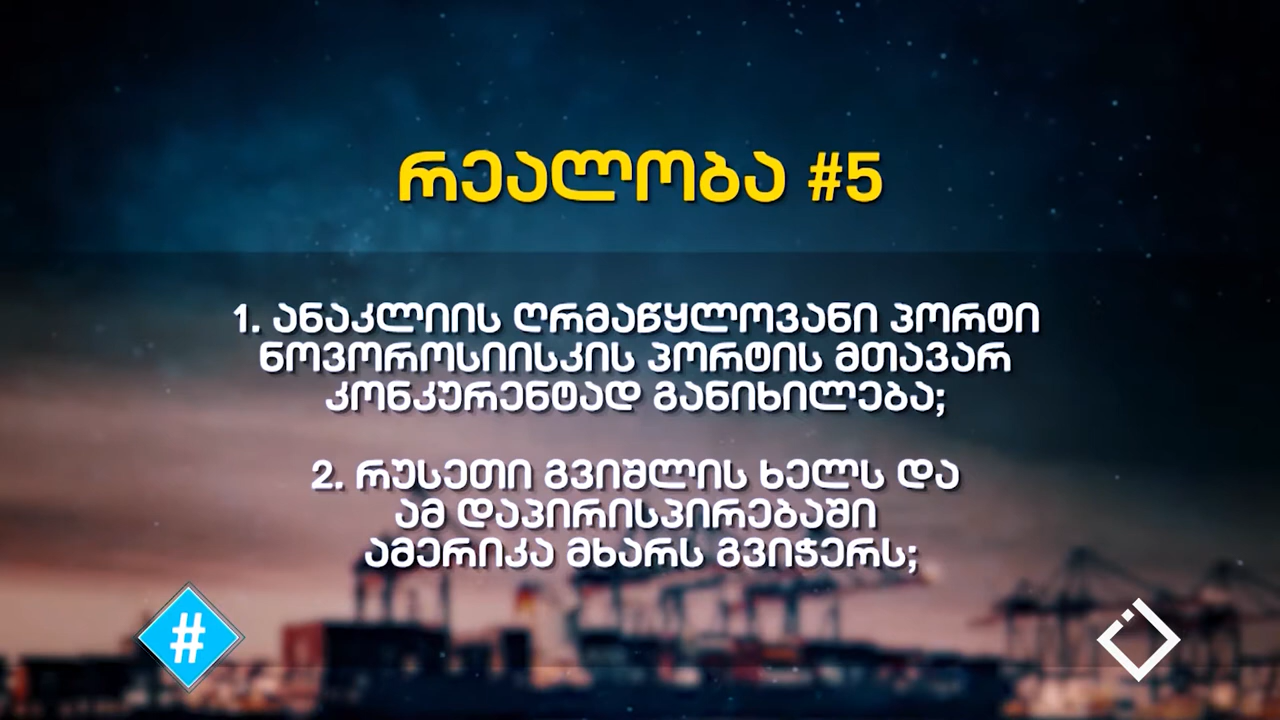 რეალობა #5
1. ანაკლიის ღრმაწყლოვანი პორტი
ნოვოროსიისკის პორტის მთავარ
კონკურენტად განიხილება;
2. რუსეთი გვიშლის ხელს და
ამ დაპირისპირებაში
ამერიკა მხარს გვიჭერს;
#